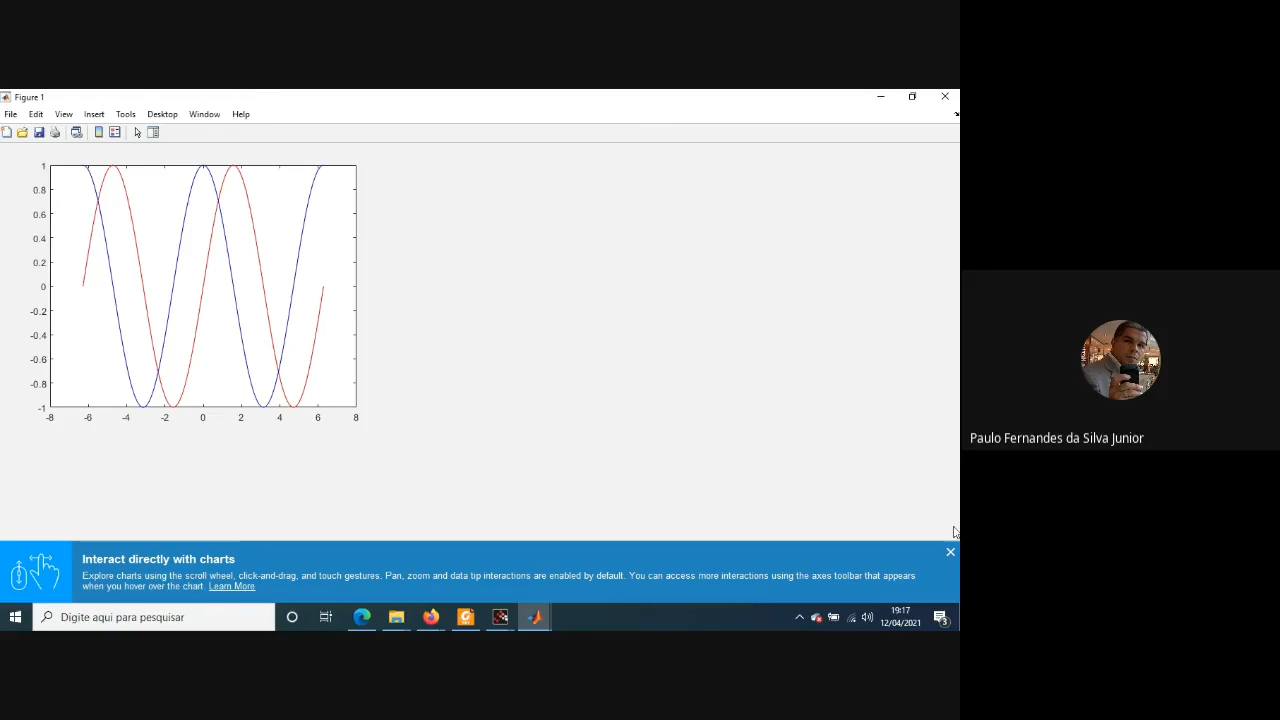 Figure 1
File Edit View Insert Tools Desktop Window Help
1
0.8
0.6
0.4
0.2
0
-0.2
-0.4
-0.6
-0.8
-1
-8 -6 -4 -2 0 2 4 6 8
Paulo Fernandes da Silva Junior
Interact directly with charts
Explore charts using the scroll wheel, click-and-drag, and touch gestures. Pan, zoom and data tip interactions are enabled by default. You can access more interactions using the axes toolbar that appears
when you hover over the chart. Learn More
Digite aqui para pesquisar
19:17
12/04/2021
3